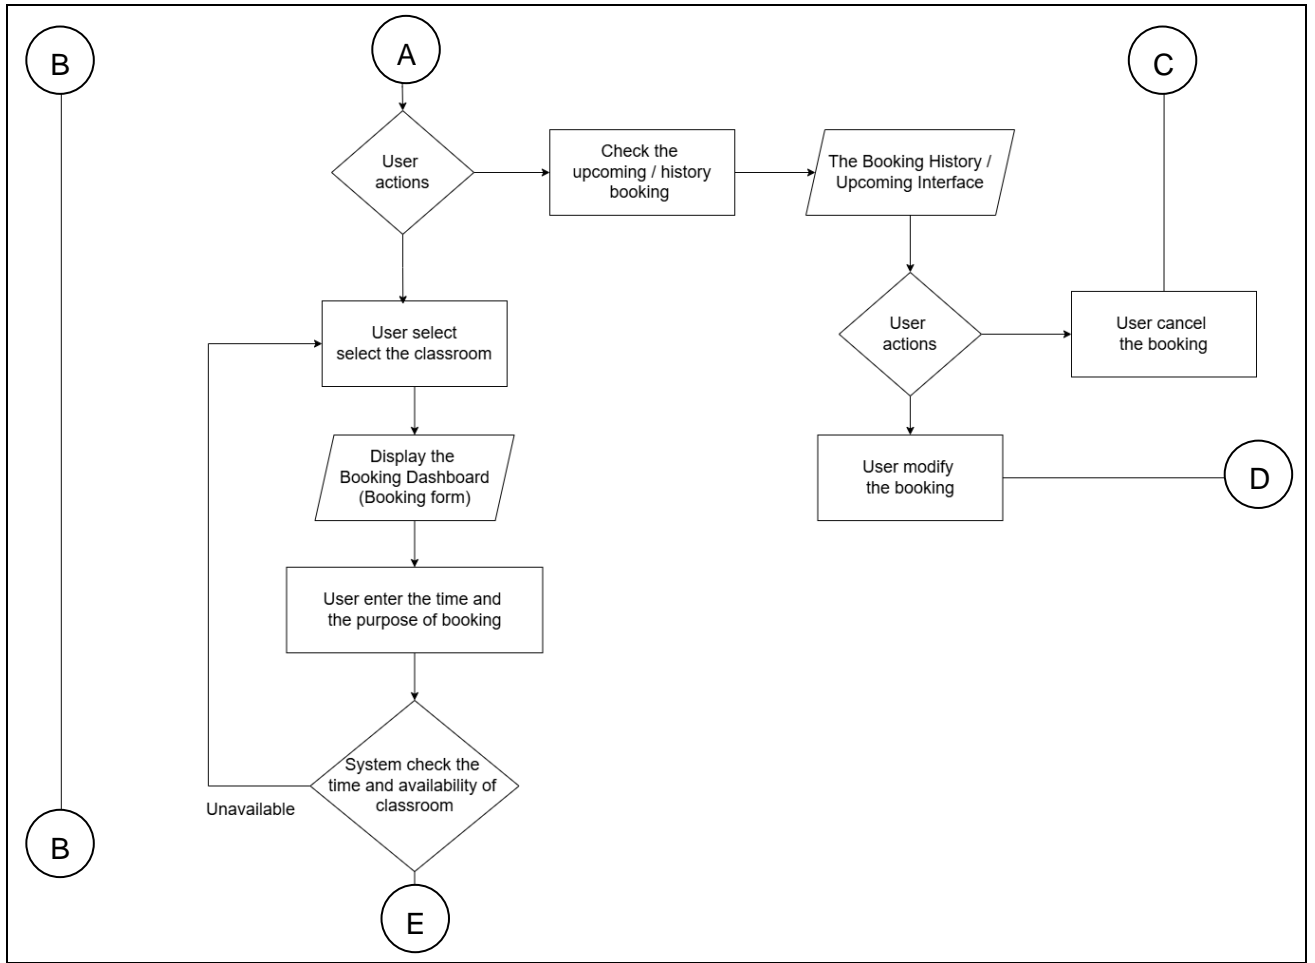 B
A
C
User
actions
Check the
upcoming / history
booking
The Booking History /
Upcoming Interface
User select
select the classroom
User
actions
User cancel
the booking
Display the
Booking Dashboard
(Booking form)
User modify
the booking
D
User enter the time and
the purpose of booking
System check the
time and availability of
classroom
Unavailable
B
E